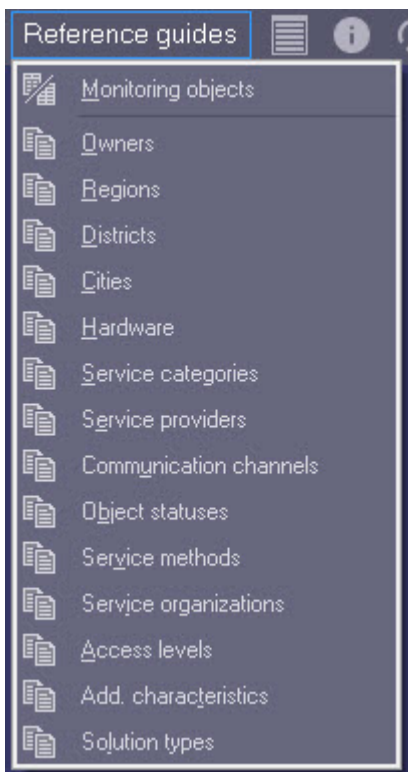 Reference guides
Monitoring objects
Owners
Regions
Districts
Cities
Hardware
Service categories
Service providers
Communication channels
Object statuses
Service methods
Service organizations
Access levels
Add. characteristics
Solution types